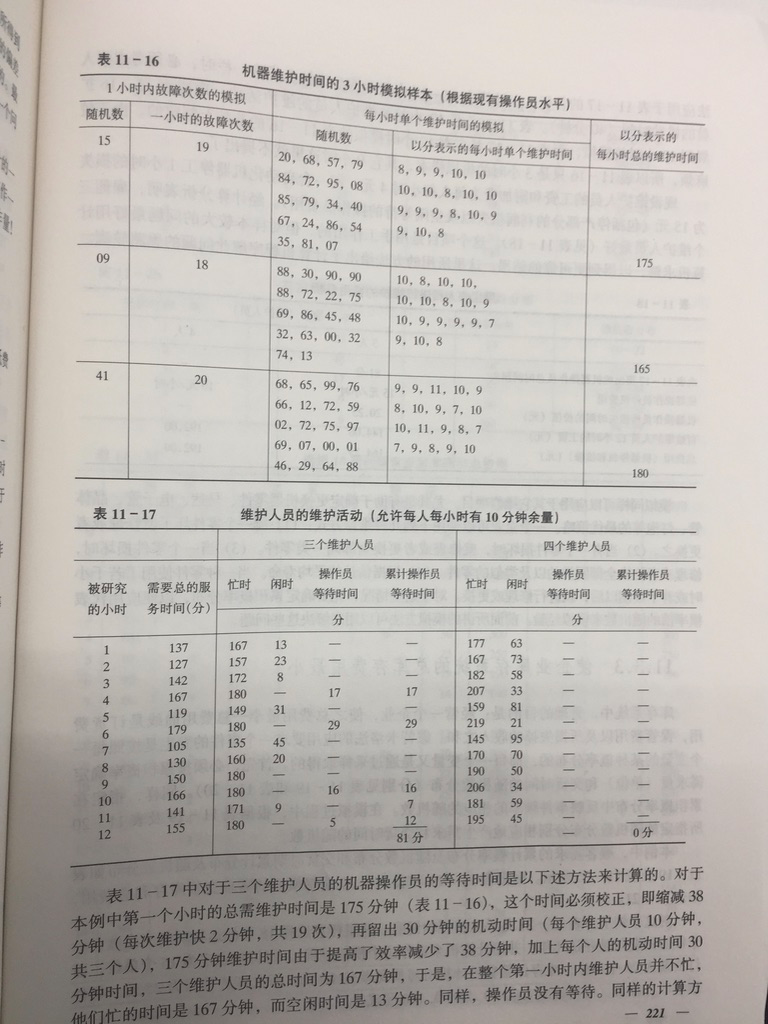 表 11-16
机器维护时间的 3 小时模拟样本（根据现有操作员水平）
1 小时内故障次数的模拟
每小时单个维护时间的模拟
以分表示的
每小时总的维护时间
随机数
一小时的故障次数
随机数
以分表示的每小时单个维护时间
15 19 20，68，57，79 8，9，9，10，10
84，72，95，08 10，10，8，10，10
85，79，34，40 9，9，9，8，10，9
67，24，86，54 9，10，8
35，81，07 175
09 18 88，30，90，90 10，8，10，10，
88，72，22，75 10，10，8，10，9
69，86，45，48 10，9，9，9，9，7
32，63，00，32 9，10，8
74，13 165
41 20 68，65，99，76 9，9，11，10，9
66，12，72，59 8，10，9，7，10
02，72，75，97 10，11，9，8，7
69，07，00，01 7，9，8，9，10
46，29，64，88 180
表 11-17
维护人员的维护活动（允许每人每小时有 10 分钟余量）
三个维护人员 四个维护人员
被研究
的小时
需要总的服
务时间（分）
忙时 闲时 操作员
等待时间
累计操作员
等待时间
忙时 闲时 操作员
等待时间
累计操作员
等待时间
分 分
1 137 167 13 — — 177 63 — —
2 127 157 23 — — 167 73 — —
3 142 172 8 — — 182 58 — —
4 167 180 — 17 17 207 33 — —
5 119 149 31 — — 159 81 — —
6 179 180 — 29 29 219 21 — —
7 105 135 45 — — 145 95 — —
8 130 160 20 — — 170 70 — —
9 150 180 — — — 190 50 — —
10 166 180 — 16 16 206 34 — —
11 141 171 9 — 7 181 59 — —
12 155 180 — 5 12 195 45 — —
81 分 — 0 分
表 11-17 中对于三个维护人员的机器操作员的等待时间是以下述方法来计算的。对于
本例中第一个小时的总需维护时间是 175 分钟（表 11-16），这个时间必须校正，即缩减 38
分钟（每次维护快 2 分钟，共 19 次），再留出 30 分钟的机动时间（每个维护人员 10 分钟，
共三个人），175 分钟维护时间由于提高了效率减少了 38 分钟，加上每个人的机动时间 30
分钟时间，三个维护人员的总时间为 167 分钟，于是，在整个第一小时内维护人员并不忙，
他们忙的时间是 167 分钟，而空闲时间是 13 分钟。同样，操作员没有等待。同样的计算方
— 221 —